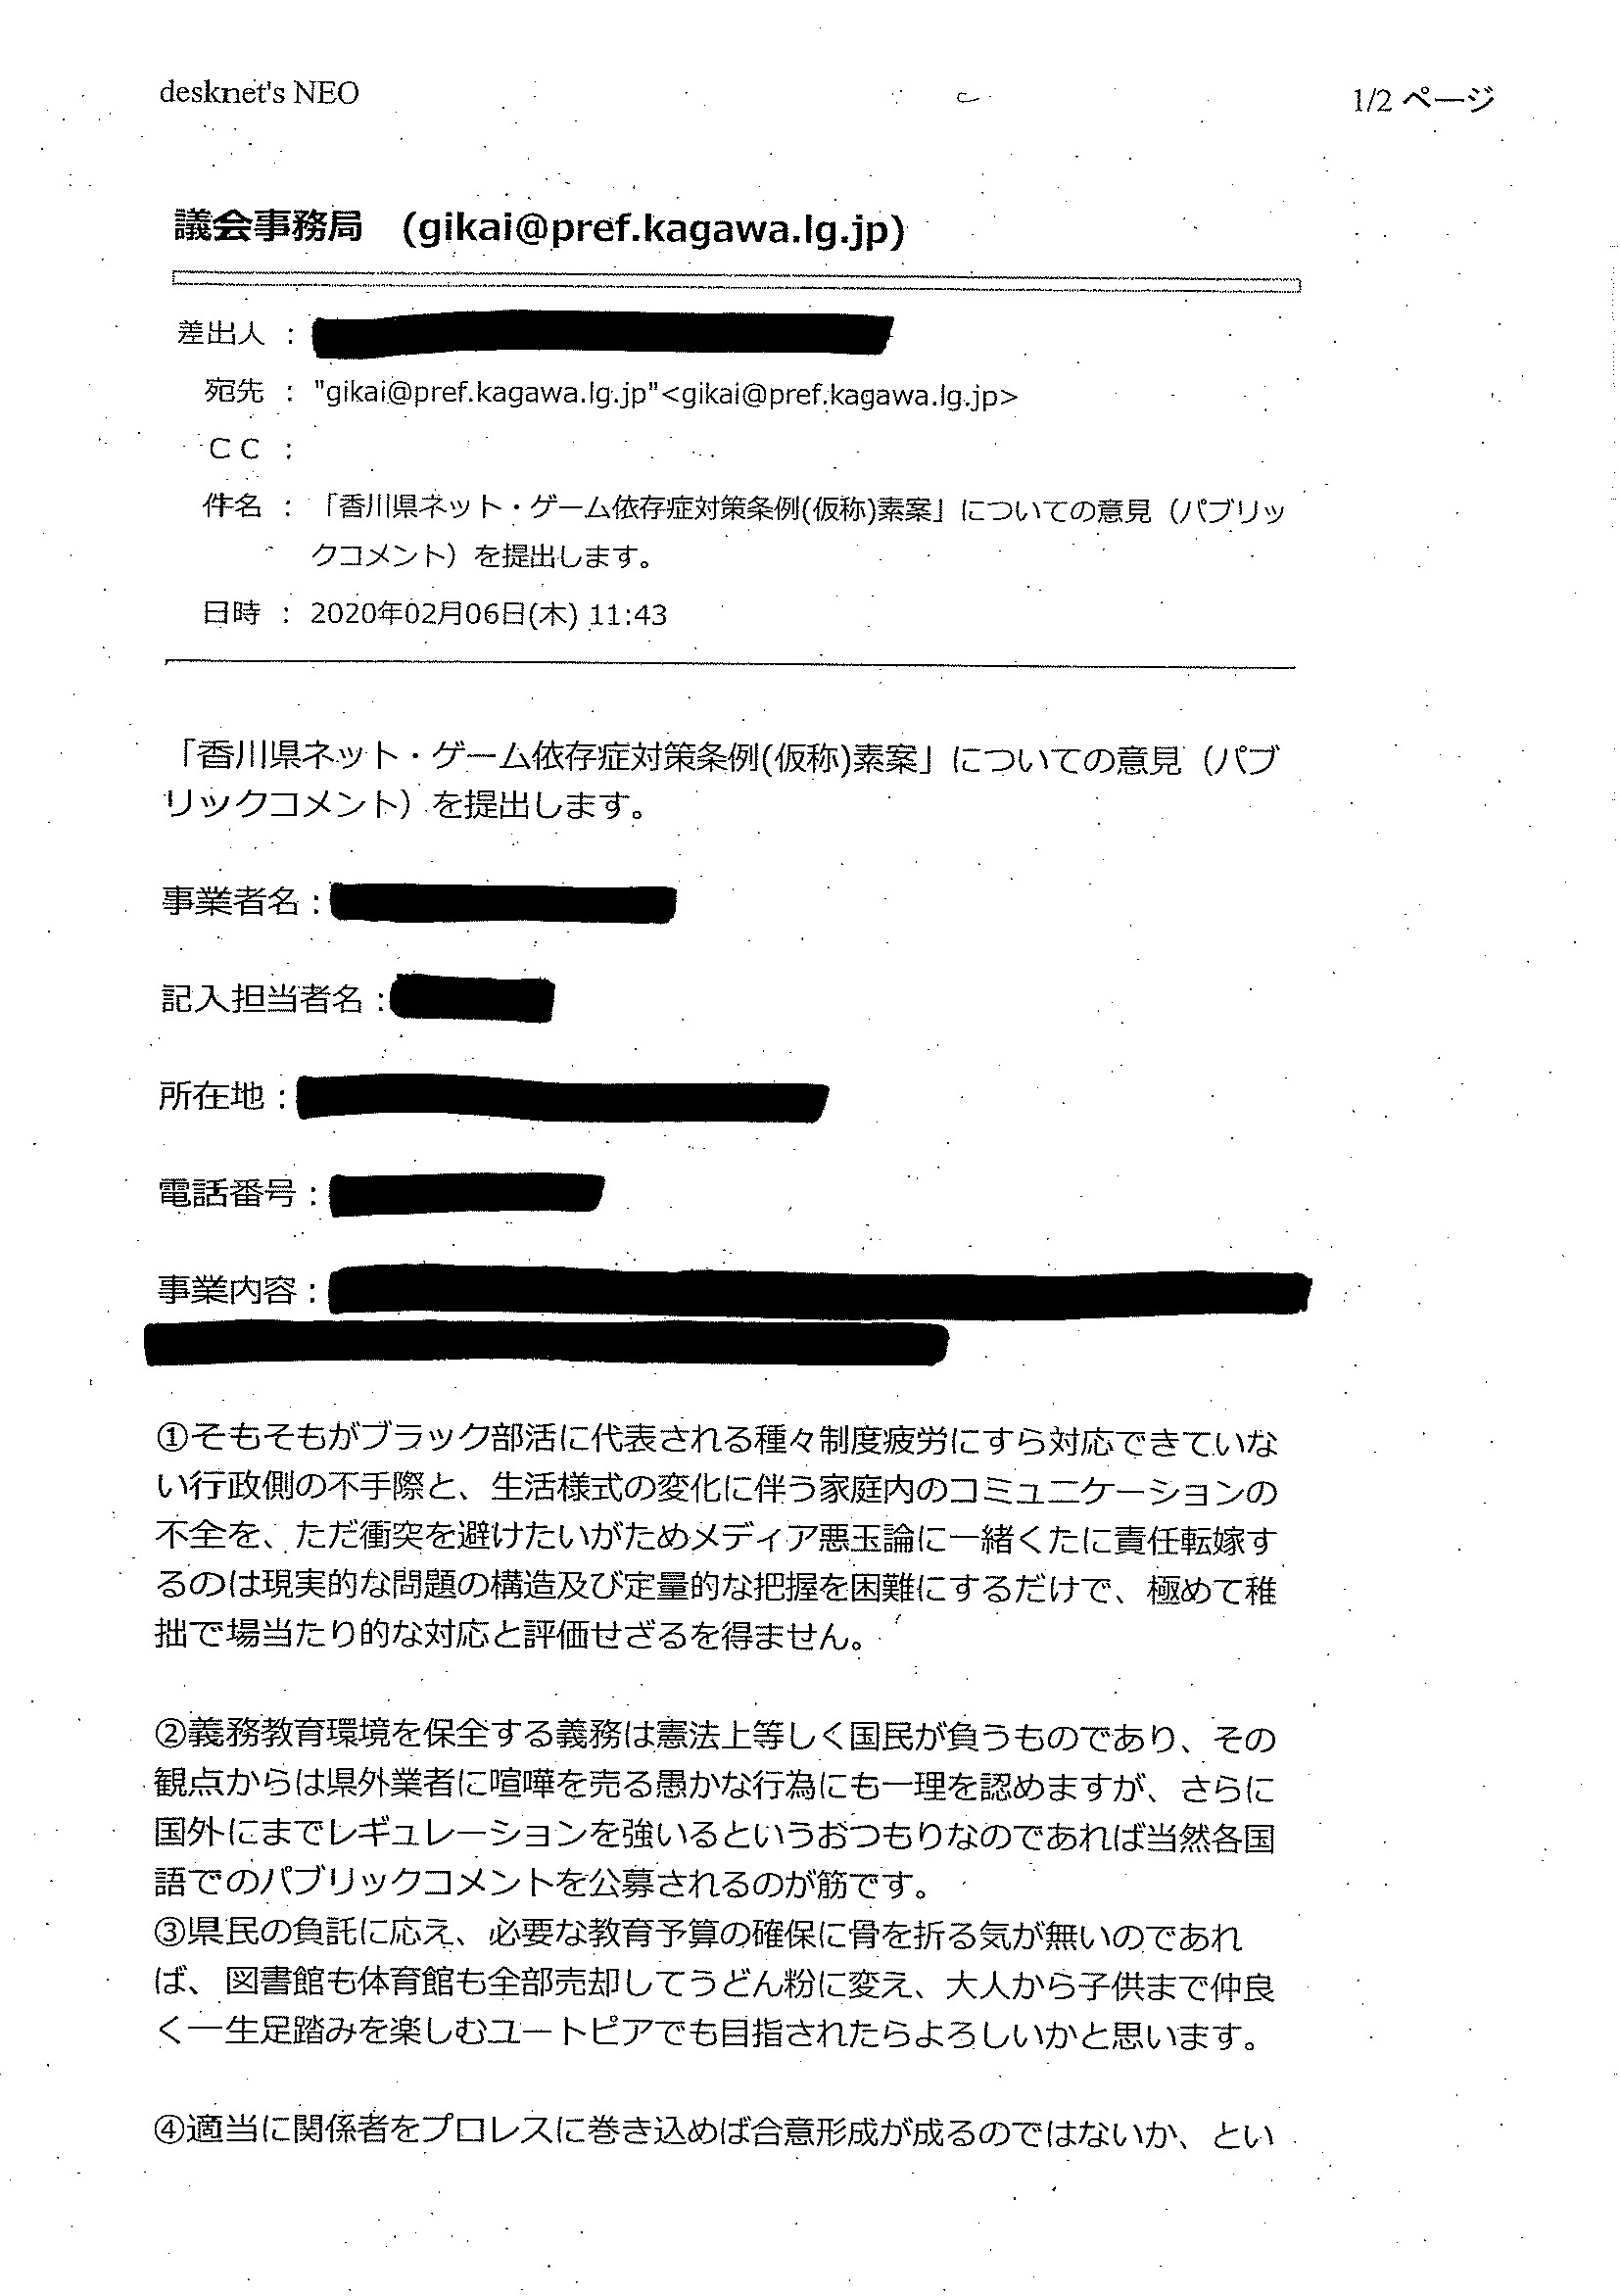 desknet's NEO
1/2 ページ
議会事務局　(gikai@pref.kagawa.lg.jp)
差出人 :
宛先 : "gikai@pref.kagawa.lg.jp"<gikai@pref.kagawa.lg.jp>
ＣＣ :
件名 : 「香川県ネット・ゲーム依存症対策条例(仮称)素案」についての意見（パブリッ
クコメント）を提出します。
日時 : 2020年02月06日(木) 11:43
「香川県ネット・ゲーム依存症対策条例(仮称)素案」についての意見（パブ
リックコメント）を提出します。
事業者名 :
記入担当者名 :
所在地 :
電話番号 :
事業内容 :
①そもそもがブラック部活に代表される種々制度疲労にすら対応できていな
い行政側の不手際と、生活様式の変化に伴う家庭内のコミュニケーションの
不全を、ただ衝突を避けたいがためメディア悪玉論に一緒くたに責任転嫁す
るのは現実的な問題の構造及び定量的な把握を困難にするだけで、極めて稚
拙で場当たり的な対応と評価せざるを得ません。
②義務教育環境を保全する義務は憲法上等しく国民が負うものであり、その
観点からは県外業者に喧嘩を売る愚かな行為にも一理を認めますが、さらに
国外にまでレギュレーションを強いるというおつもりなのであれば当然各国
語でのパブリックコメントを公募されるのが筋です。
③県民の負託に応え、必要な教育予算の確保に骨を折る気が無いのであれ
ば、図書館も体育館も全部売却してうどん粉に変え、大人から子供まで仲良
く一生足踏みを楽しむユートピアでも目指されたらよろしいかと思います。
④適当に関係者をプロレスに巻き込めば合意形成が成るのではないか、とい